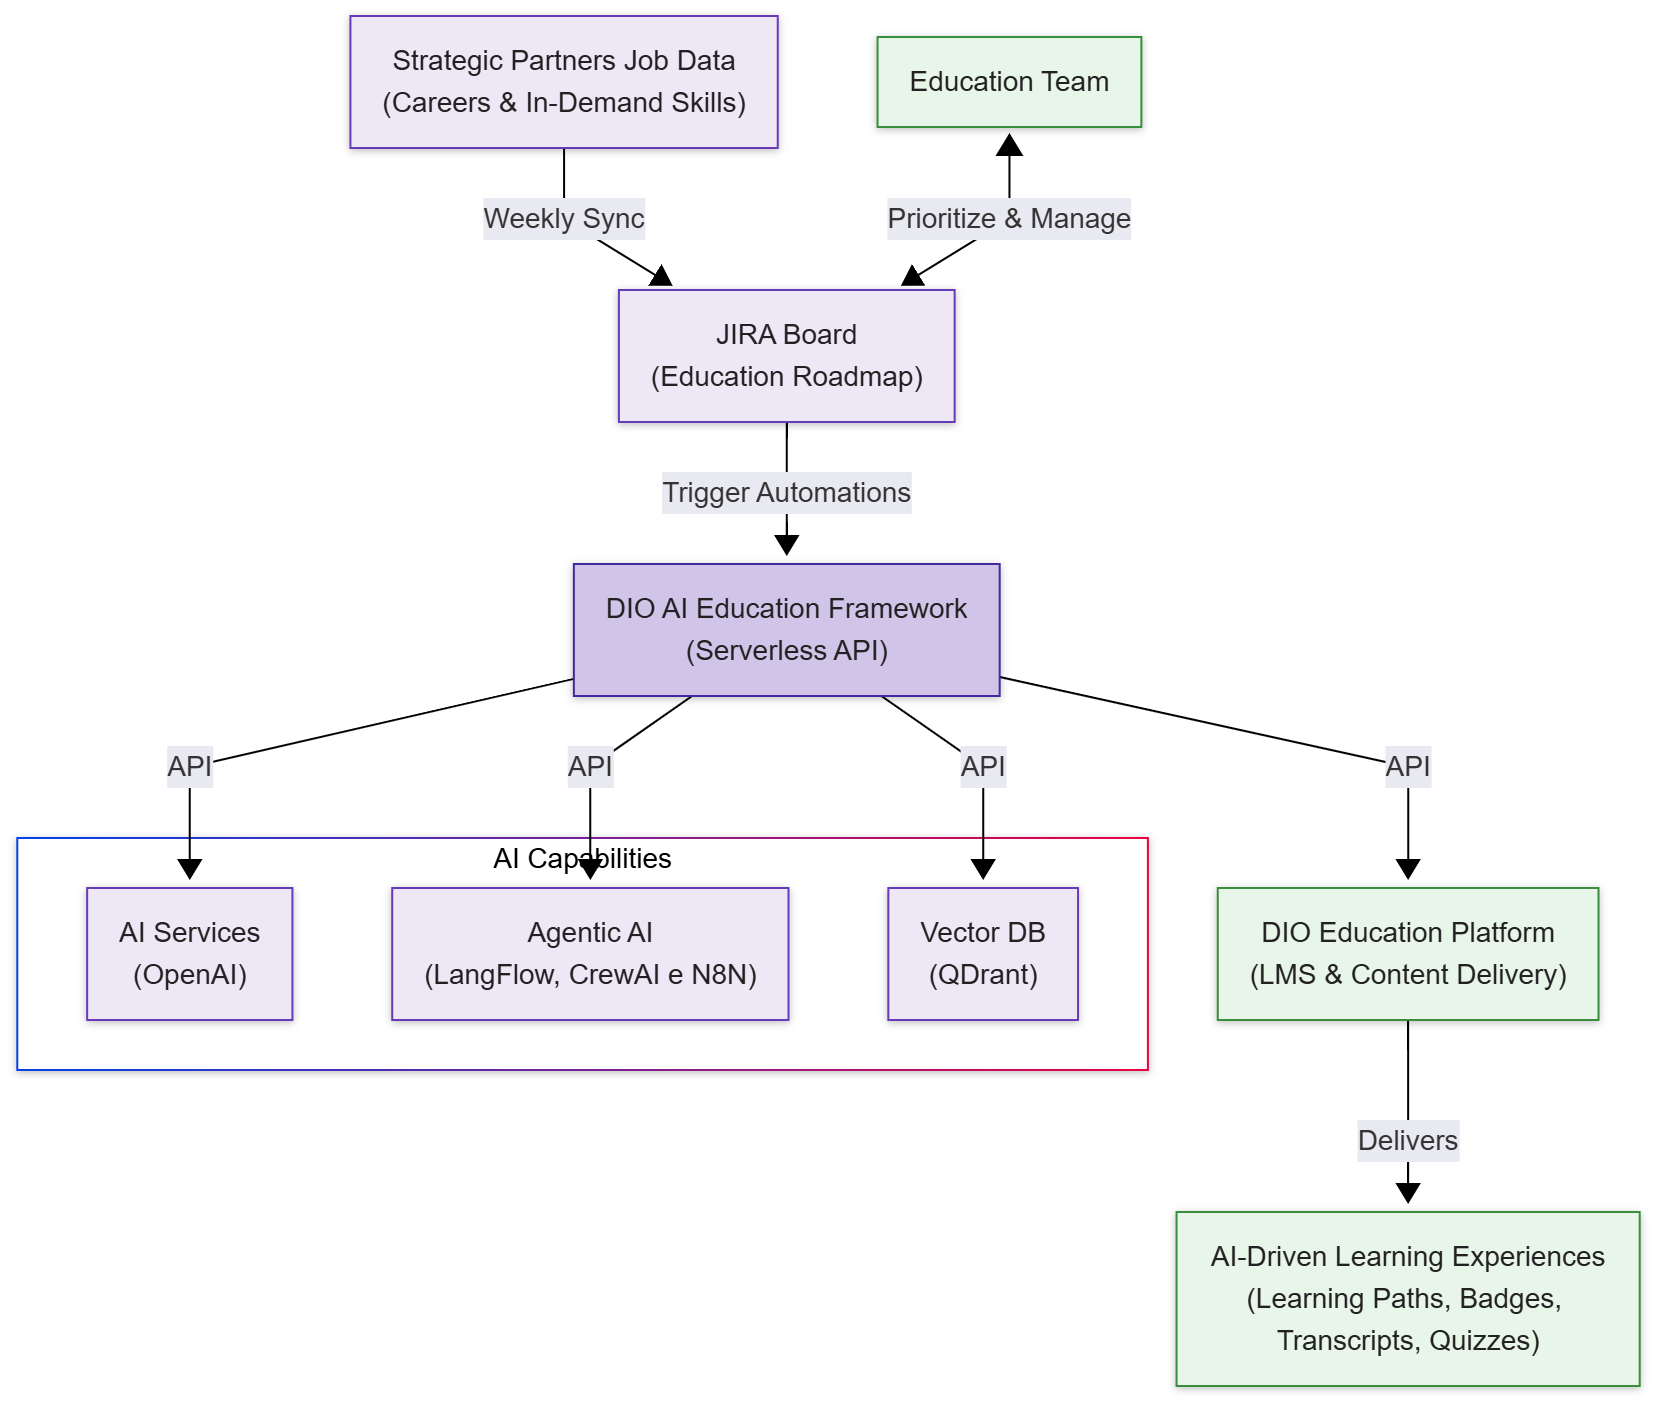 Strategic Partners Job Data
(Careers & In-Demand Skills)
Education Team
Weekly Sync
Prioritize & Manage
JIRA Board
(Education Roadmap)
Trigger Automations
DIO AI Education Framework
(Serverless API)
API
API
API
API
AI Capabilities
AI Services
(OpenAI)
Agentic AI
(LangFlow, CrewAI e N8N)
Vector DB
(QDrant)
DIO Education Platform
(LMS & Content Delivery)
Delivers
AI-Driven Learning Experiences
(Learning Paths, Badges,
Transcripts, Quizzes)